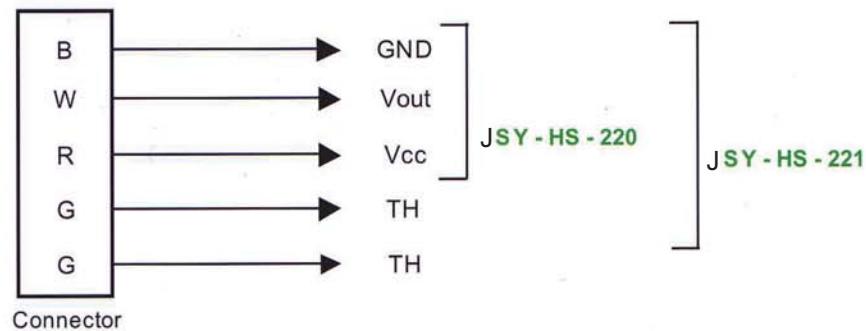 B GND
W Vout
JSY-HS-220
R Vcc
JSY-HS-221
G TH
G TH
Connector